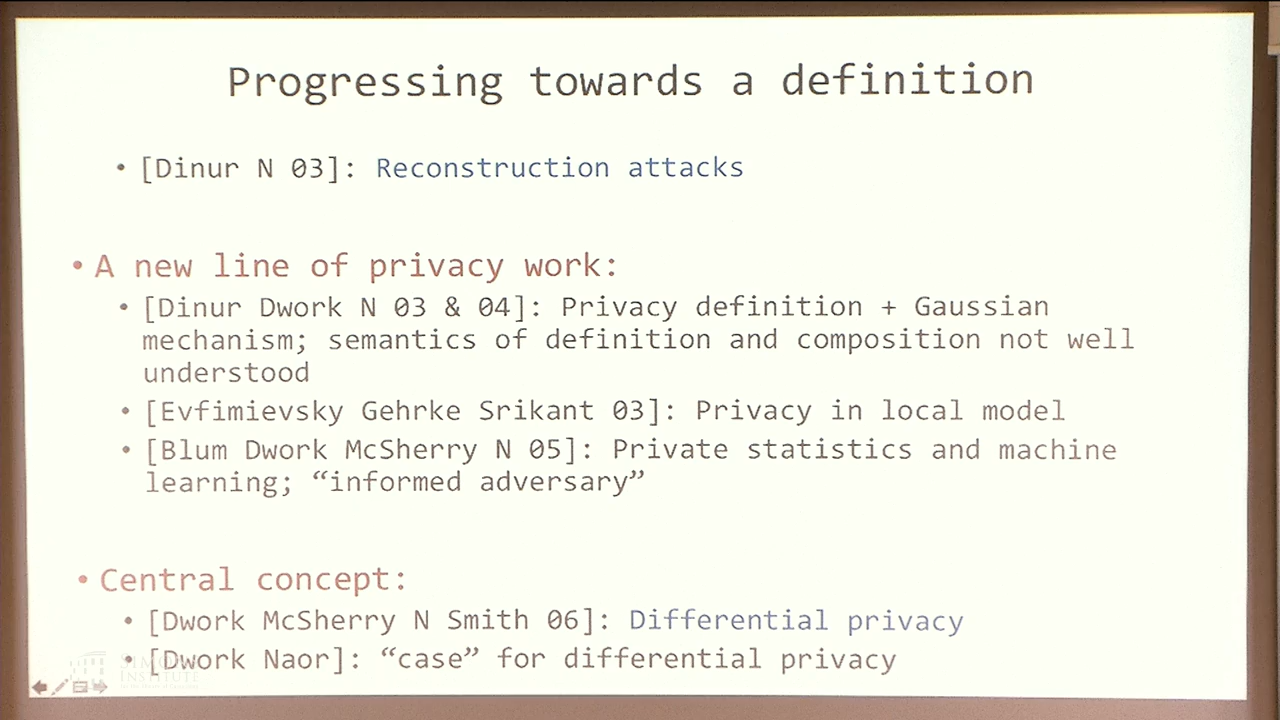 Progressing towards a definition
• [Dinur N 03]: Reconstruction attacks
• A new line of privacy work:
• [Dinur Dwork N 03 & 04]: Privacy definition + Gaussian
mechanism; semantics of definition and composition not well
understood
• [Evfimievsky Gehrke Srikant 03]: Privacy in local model
• [Blum Dwork McSherry N 05]: Private statistics and machine
learning; “informed adversary”
• Central concept:
• [Dwork McSherry N Smith 06]: Differential privacy
• [Dwork Naor]: “case” for differential privacy
INSTITUTE